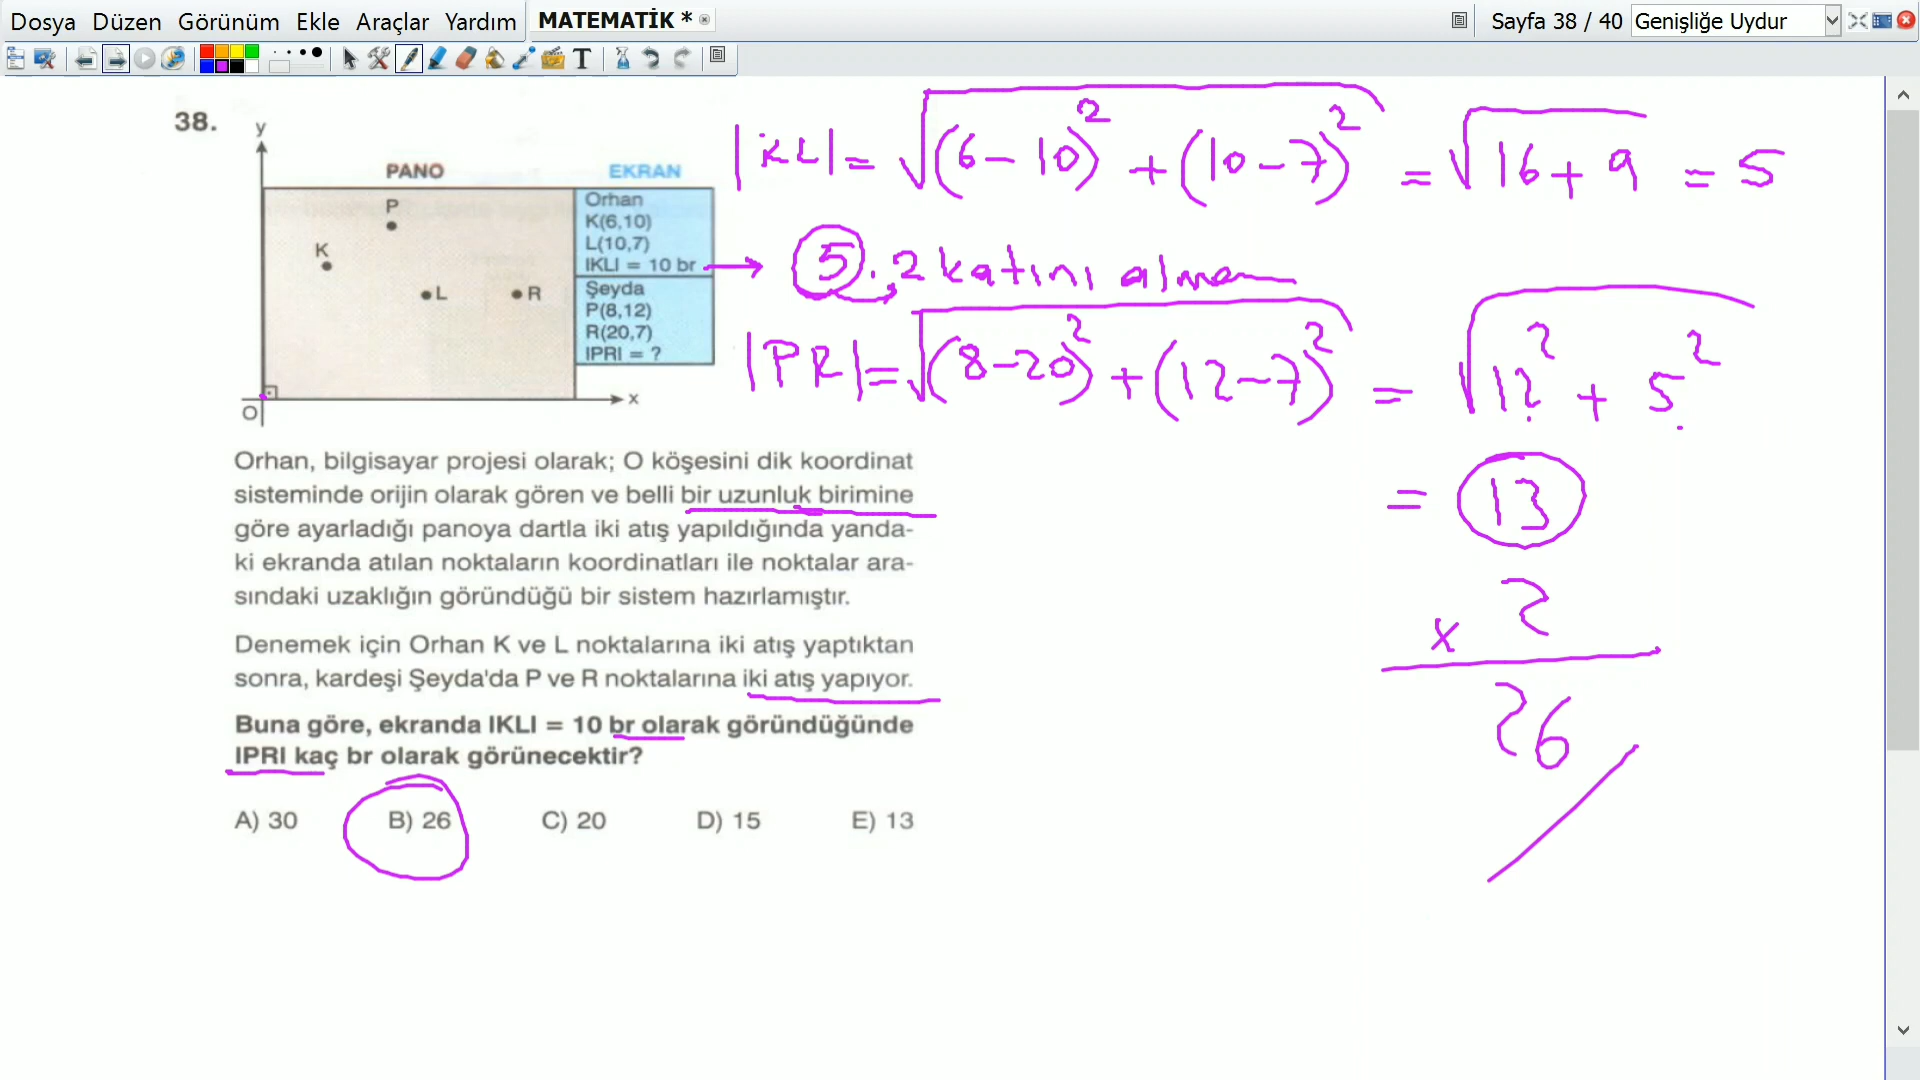 Dosya Düzen Görünüm Ekle Araçlar Yardım MATEMATİK * Sayfa 38 / 40 Genişliğe Uydur
T
38.
y
PANO EKRAN
P
K
L
R
O
x
Orhan
K(6,10)
L(10,7)
IKLI = 10 br
Şeyda
P(8,12)
R(20,7)
IPRI = ?
|KL| = √(6-10)² + (10-7)² = √16+9 = 5
5.2 katını alman
|PR| = √(8-20)² + (12-7)² = √12² + 5²
= 13
x 2
26
Orhan, bilgisayar projesi olarak; O köşesini dik koordinat
sisteminde orijin olarak gören ve belli bir uzunluk birimine
göre ayarladığı panoya dartla iki atış yapıldığında yanda-
ki ekranda atılan noktaların koordinatları ile noktalar ara-
sındaki uzaklığın göründüğü bir sistem hazırlamıştır.
Denemek için Orhan K ve L noktalarına iki atış yaptıktan
sonra, kardeşi Şeyda'da P ve R noktalarına iki atış yapıyor.
Buna göre, ekranda IKLI = 10 br olarak göründüğünde
IPRI kaç br olarak görünecektir?
A) 30 B) 26 C) 20 D) 15 E) 13